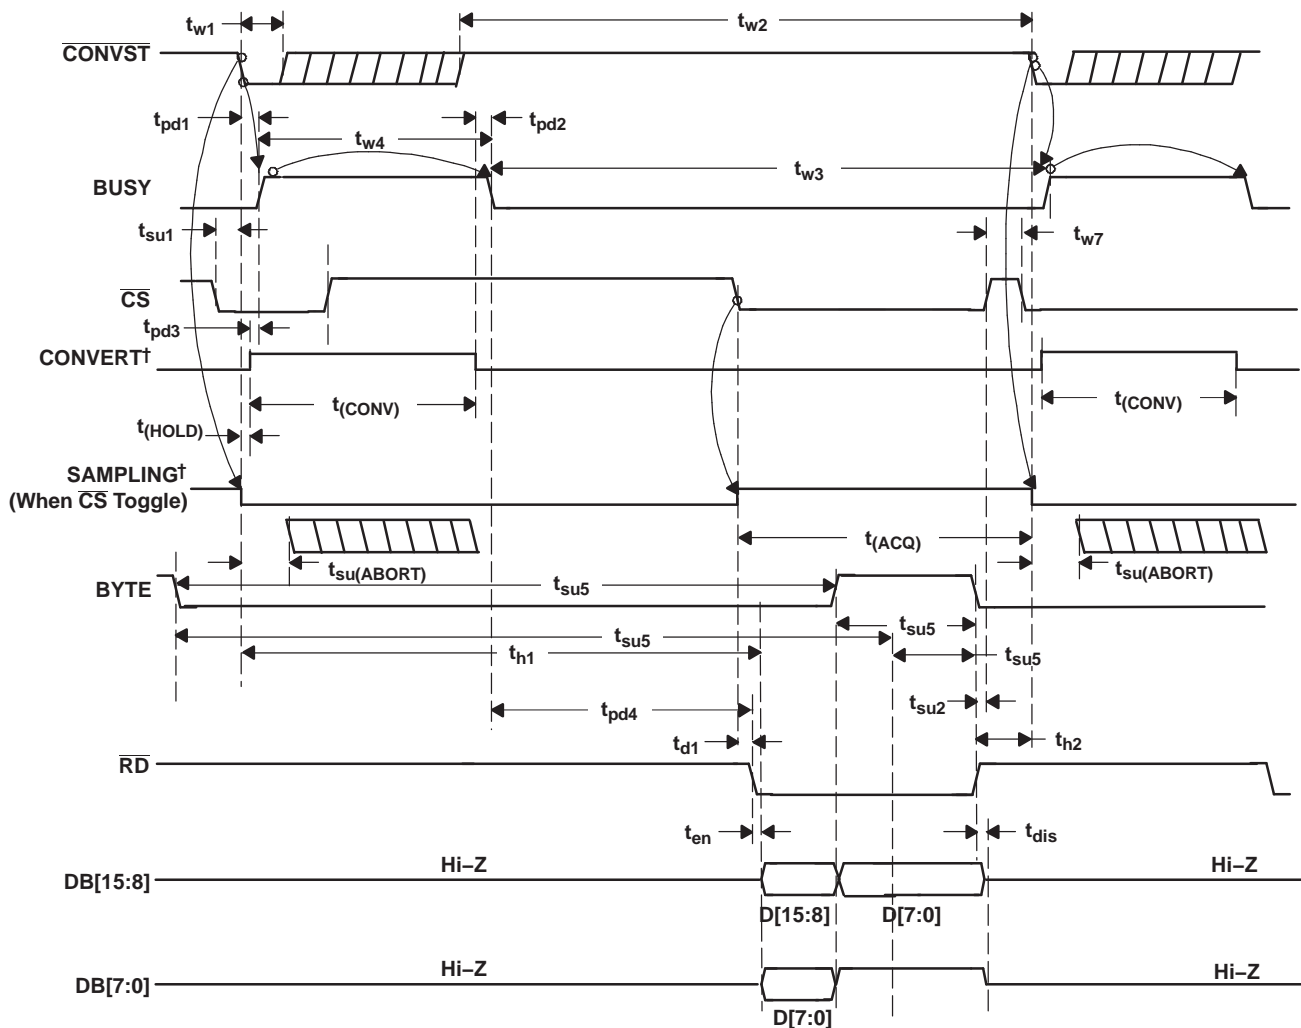 tw1
tw2
CONVST
tpd1
tw4
tpd2
tw3
BUSY
tsu1
tw7
CS
tpd3
CONVERT†
t(CONV)
t(CONV)
t(HOLD)
SAMPLING†
(When CS Toggle)
t(ACQ)
tsu(ABORT)
tsu(ABORT)
BYTE
tsu5
tsu5
tsu5
th1
tsu5
tsu2
tpd4
td1
th2
RD
ten
tdis
Hi–Z
Hi–Z
DB[15:8]
D[15:8]
D[7:0]
Hi–Z
Hi–Z
DB[7:0]
D[7:0]